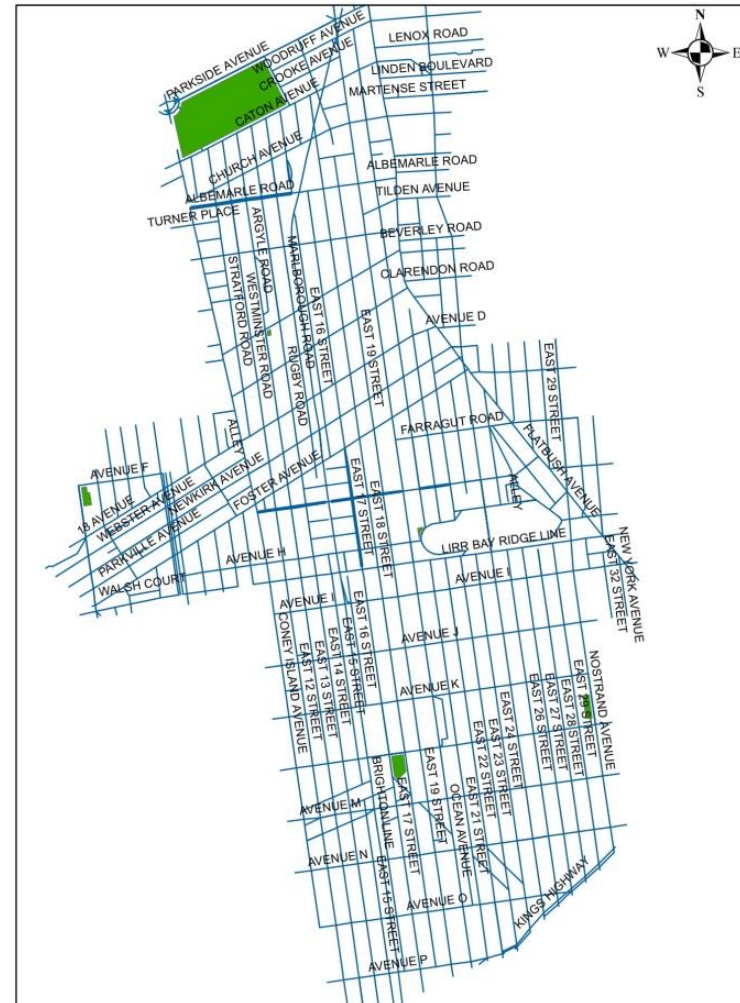 N
W E
S
PARKSIDE AVENUE
WOODRUFF AVENUE
CROOKE AVENUE
CATON AVENUE
LENOX ROAD
LINDEN BOULEVARD
MARTENSE STREET
CHURCH AVENUE
ALBEMARLE ROAD
ALBEMARLE ROAD
TURNER PLACE
TILDEN AVENUE
BEVERLEY ROAD
CLARENDON ROAD
ARGYLE ROAD
STRATFORD ROAD
WESTMINSTER ROAD
MARLBOROUGH ROAD
RUGBY ROAD
EAST 16 STREET
EAST 19 STREET
AVENUE D
EAST 29 STREET
FARRAGUT ROAD
FLATBUSH AVENUE
ALLEY
AVENUE F
18 AVENUE
WEBSTER AVENUE
NEWKIRK AVENUE
PARKVILLE AVENUE
FOSTER AVENUE
WALSH COURT
AVENUE H
EAST 17 STREET
EAST 18 STREET
ALLEY
LIRR BAY RIDGE LINE
NEW YORK AVENUE
EAST 32 STREET
AVENUE I
AVENUE I
AVENUE J
CONEY ISLAND AVENUE
EAST 12 STREET
EAST 13 STREET
EAST 14 STREET
EAST 15 STREET
EAST 16 STREET
AVENUE K
EAST 24 STREET
EAST 23 STREET
EAST 22 STREET
EAST 26 STREET
EAST 27 STREET
EAST 28 STREET
EAST 29 STREET
NOSTRAND AVENUE
AVENUE M
BRIGHTON LINE
EAST 17 STREET
EAST 19 STREET
OCEAN AVENUE
EAST 21 STREET
AVENUE N
EAST 15 STREET
AVENUE O
KINGS HIGHWAY
AVENUE P